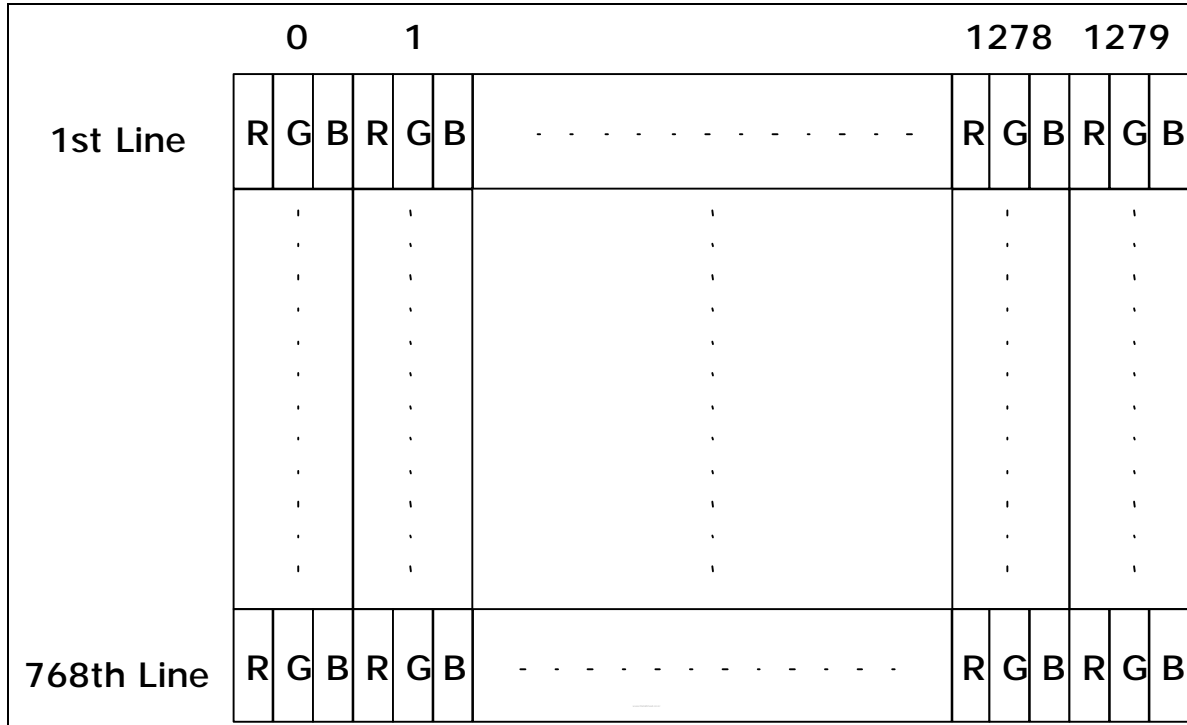 0 1 1278 1279
1st Line R G B R G B - - - - - - - - - - - - R G B R G B
768th Line R G B R G B - - - - - - - - - - - - R G B R G B